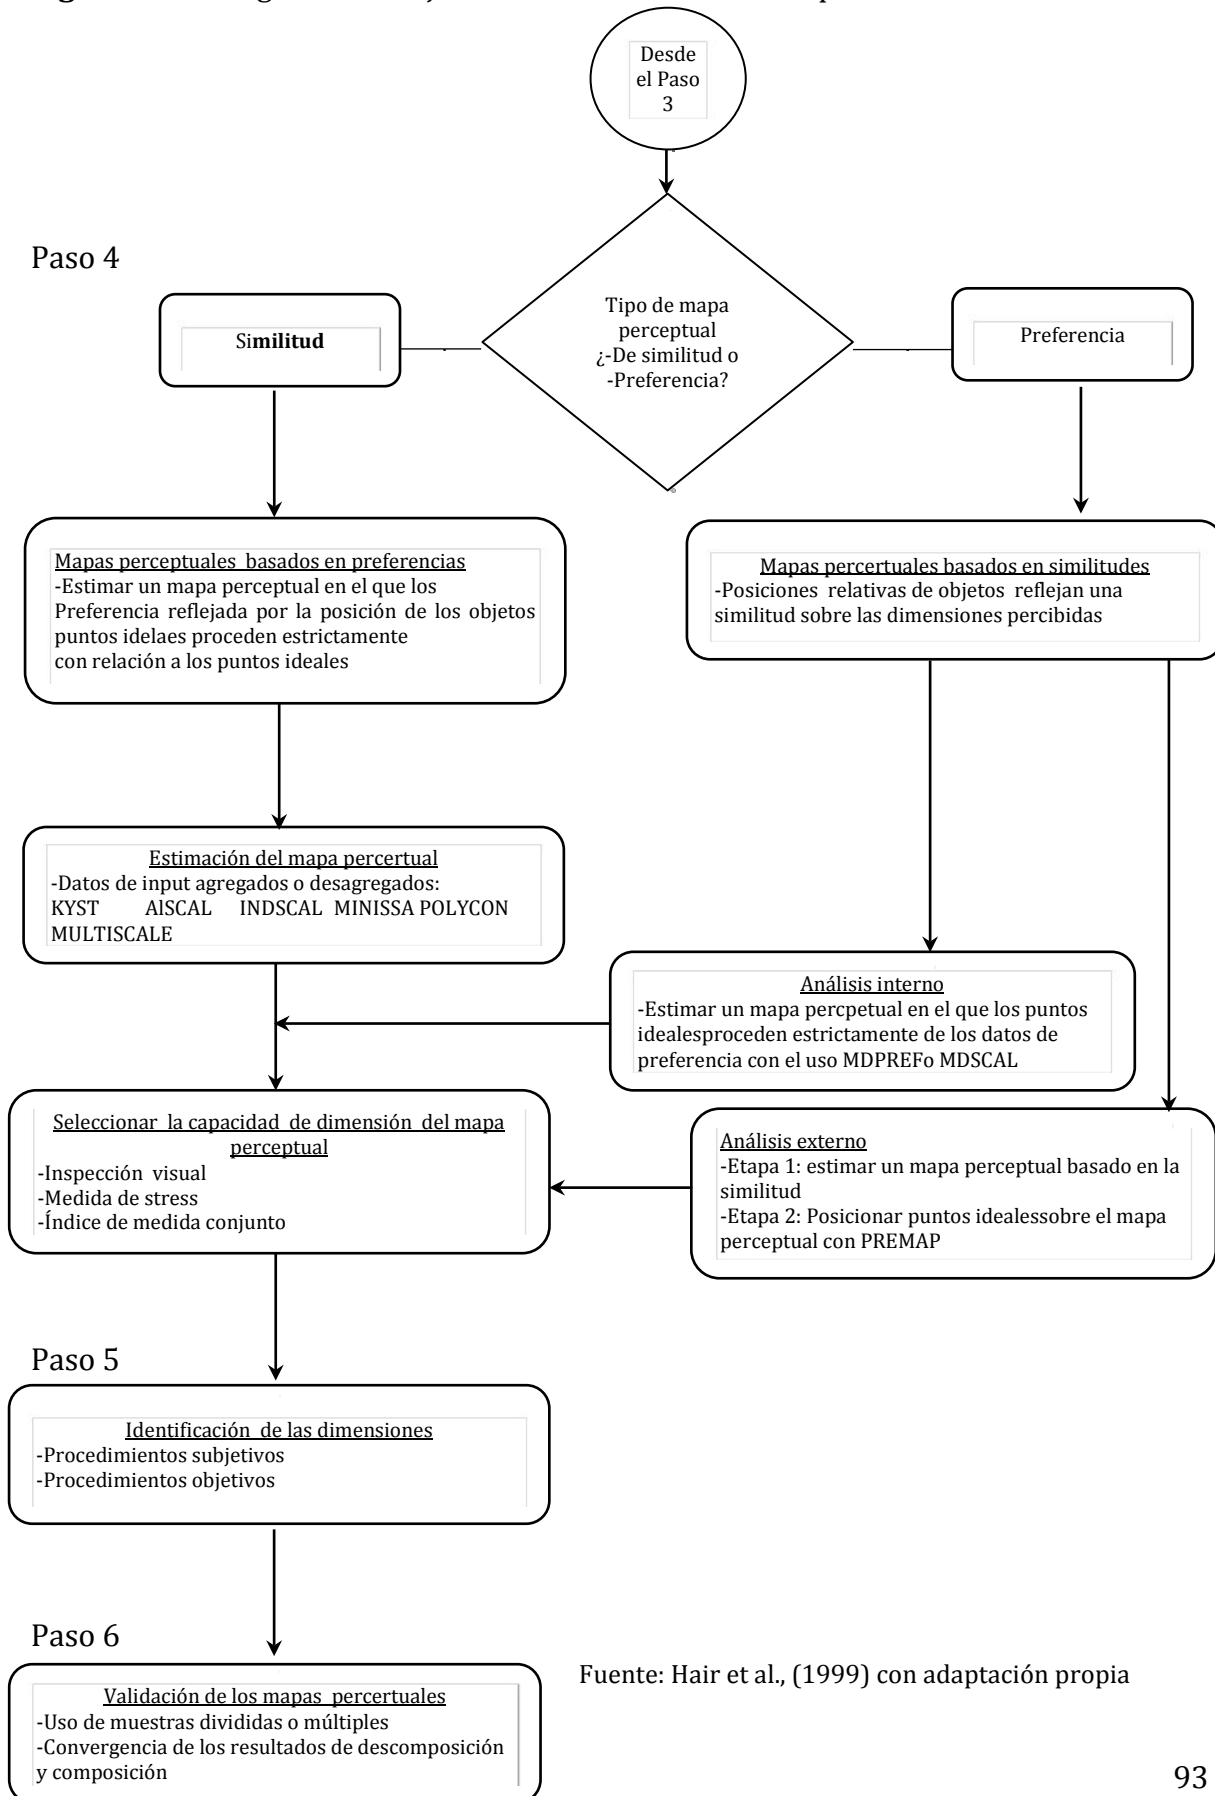 Desde
el Paso
3
Paso 4
Tipo de mapa
perceptual
¿-De similitud o
-Preferencia?
Similitud
Preferencia
Mapas perceptuales basados en preferencias
-Estimar un mapa perceptual en el que los
Preferencia reflejada por la posición de los objetos
puntos idelaes proceden estrictamente
con relación a los puntos ideales
Mapas percertuales basados en similitudes
-Posiciones relativas de objetos reflejan una
similitud sobre las dimensiones percibidas
Estimación del mapa percertual
-Datos de input agregados o desagregados:
KYST AlSCAL INDSCAL MINISSA POLYCON
MULTISCALE
Análisis interno
-Estimar un mapa percpetual en el que los puntos
idealesproceden estrictamente de los datos de
preferencia con el uso MDPREFo MDSCAL
Seleccionar la capacidad de dimensión del mapa
perceptual
-Inspección visual
-Medida de stress
-Índice de medida conjunto
Análisis externo
-Etapa 1: estimar un mapa perceptual basado en la
similitud
-Etapa 2: Posicionar puntos idealessobre el mapa
perceptual con PREMAP
Paso 5
Identificación de las dimensiones
-Procedimientos subjetivos
-Procedimientos objetivos
Paso 6
Validación de los mapas percertuales
-Uso de muestras divididas o múltiples
-Convergencia de los resultados de descomposición
y composición
Fuente: Hair et al., (1999) con adaptación propia
93